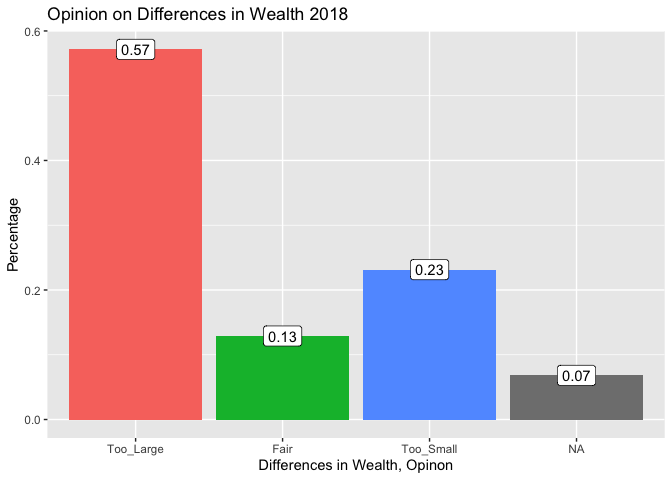 Opinion on Differences in Wealth 2018
Percentage
0.6
0.4
0.2
0.0
0.57
0.13
0.23
0.07
Too_Large
Fair
Too_Small
NA
Differences in Wealth, Opinon